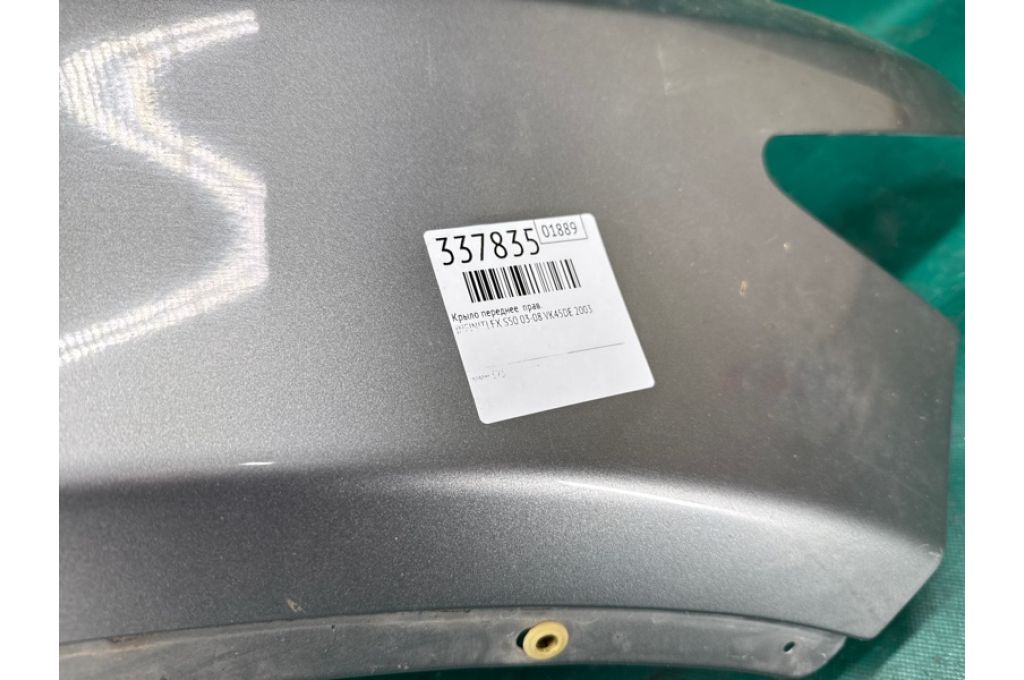 337835 01889
Крыло переднее прав.
INFINITI FX S50 03-08 VK45DE 2003